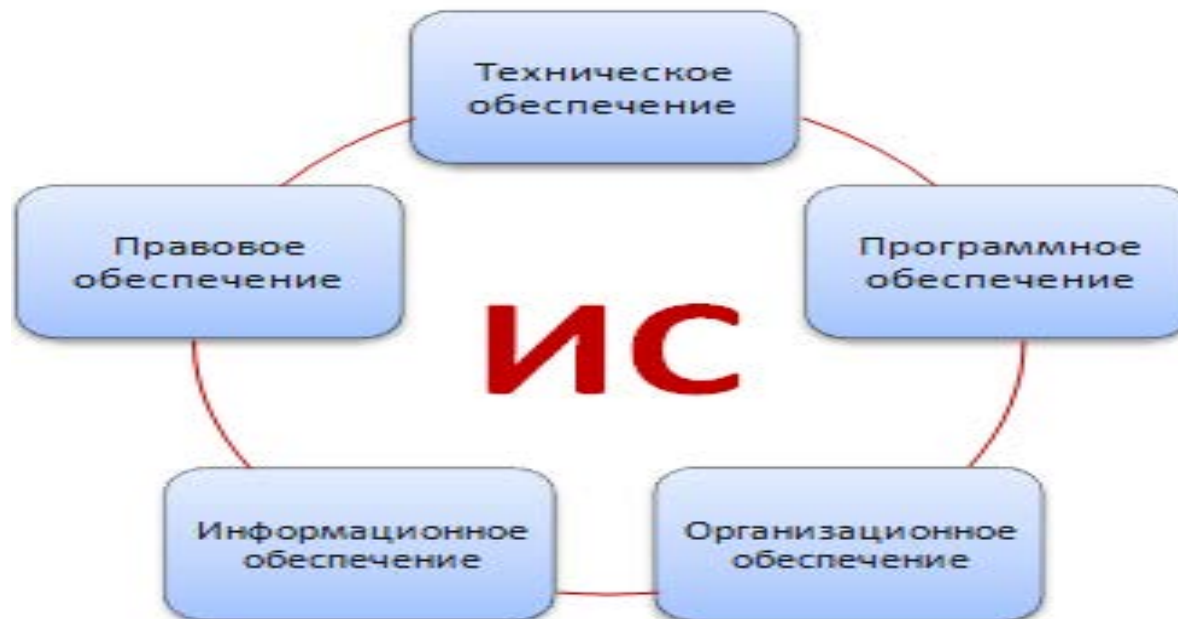 Техническое
обеспечение
Правовое
обеспечение
Программное
обеспечение
ИС
Информационное
обеспечение
Организационное
обеспечение